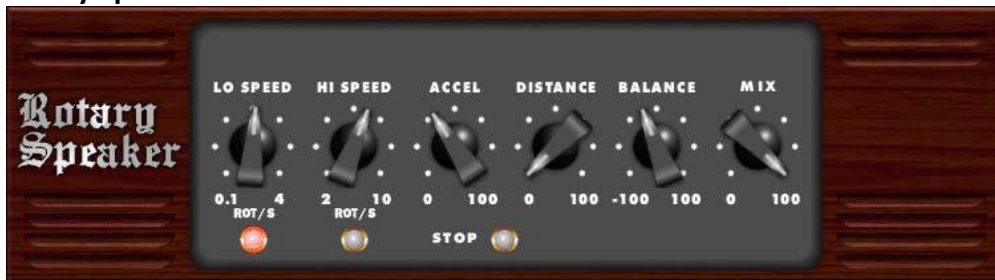 LO SPEED HI SPEED ACCEL DISTANCE BALANCE MIX
Rotary
Speaker
0.1 4 2 10 0 100 0 100 -100 100 0 100
ROT/S ROT/S
STOP